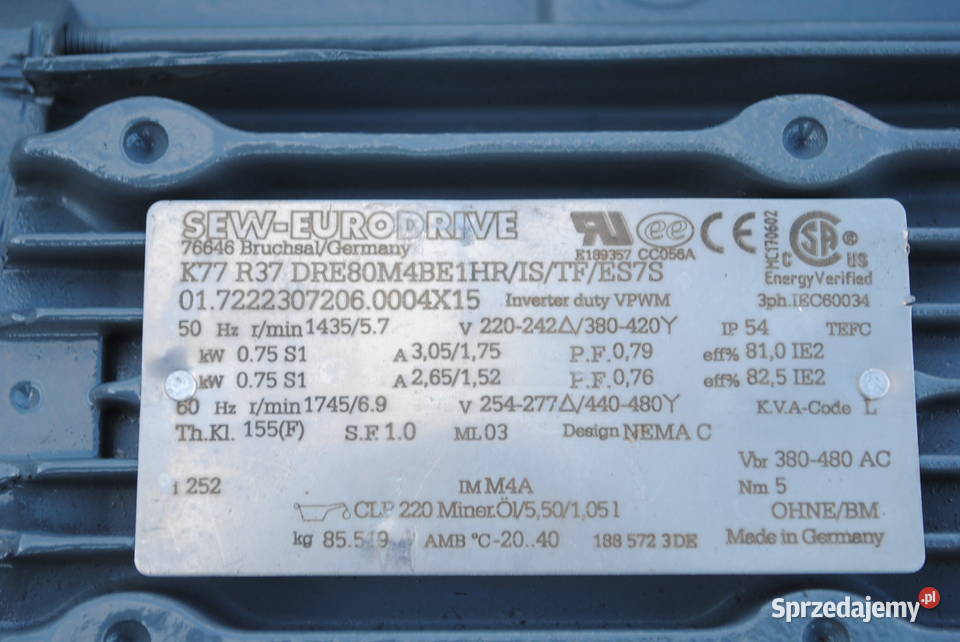 SEW-EURODRIVE
76646 Bruchsal/Germany
E189357 CC056A
MC170602
C US
EnergyVerified
K77 R37 DRE80M4BE1HR/IS/TF/ES7S
01.7222307206.0004X15 Inverter duty VPWM 3ph.IEC60034
50 Hz r/min 1435/5.7 V 220-242△/380-420Y IP 54 TEFC
kW 0.75 S1 A 3,05/1,75 P.F. 0,79 eff% 81,0 IE2
kW 0.75 S1 A 2,65/1,52 P.F. 0,76 eff% 82,5 IE2
60 Hz r/min 1745/6.9 V 254-277△/440-480Y K.V.A-Code L
Th.Kl. 155(F) S.F. 1.0 ML 03 Design NEMA C
Vbr 380-480 AC
i 252 IM M4A Nm 5
CLP 220 Miner.Öl/5,50/1,05 l OHNE/BM
kg AMB °C -20..40 188 572 3 DE Made in Germany
Sprzedajemy.pl